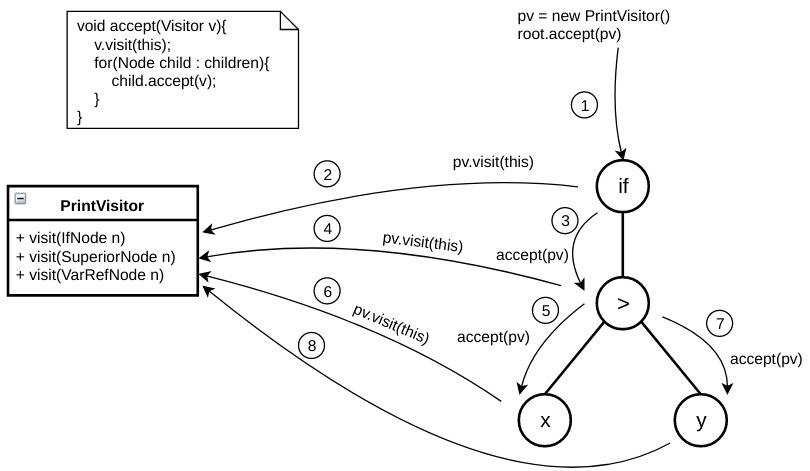 void accept(Visitor v){
v.visit(this);
for(Node child : children){
child.accept(v);
}
}
pv = new PrintVisitor()
root.accept(pv)
1
if
2
pv.visit(this)
3
accept(pv)
PrintVisitor
+ visit(IfNode n)
+ visit(SuperiorNode n)
+ visit(VarRefNode n)
4
pv.visit(this)
>
5
accept(pv)
6
pv.visit(this)
x
7
accept(pv)
8
y